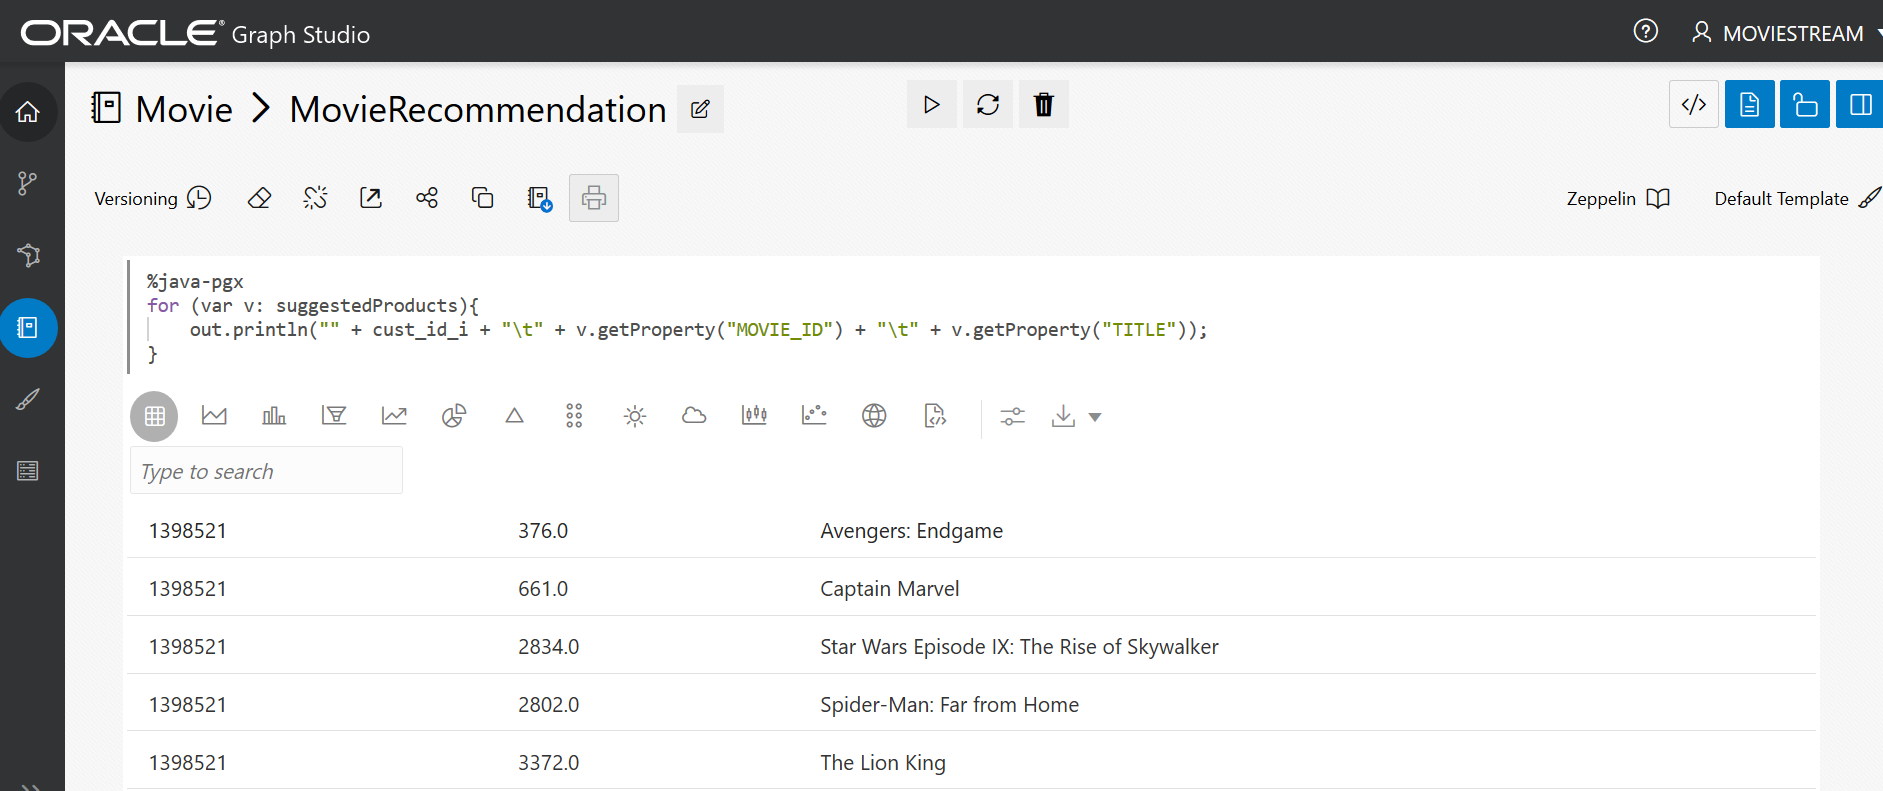 ORACLE® Graph Studio
MOVIESTREAM
Movie > MovieRecommendation
Versioning
Zeppelin
Default Template
%java-pgx
for (var v: suggestedProducts){
    out.println("" + cust_id_i + "\t" + v.getProperty("MOVIE_ID") + "\t" + v.getProperty("TITLE"));
}
Type to search
1398521 376.0 Avengers: Endgame
1398521 661.0 Captain Marvel
1398521 2834.0 Star Wars Episode IX: The Rise of Skywalker
1398521 2802.0 Spider-Man: Far from Home
1398521 3372.0 The Lion King